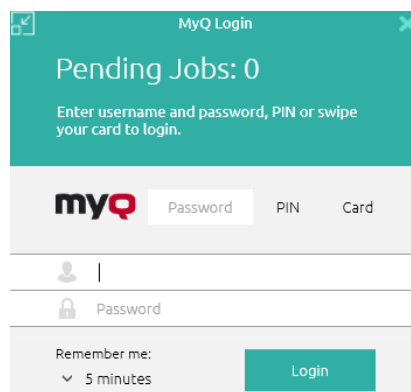 MyQ Login
Pending Jobs: 0
Enter username and password, PIN or swipe
your card to login.
myQ Password PIN Card
Password
Remember me:
5 minutes
Login